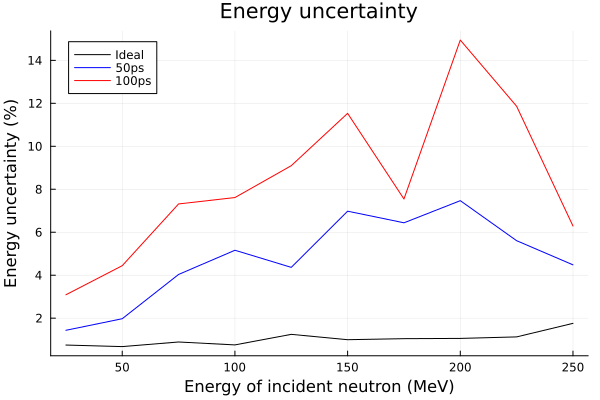 Energy uncertainty
Ideal
50ps
100ps
Energy uncertainty (%)
14
12
10
8
6
4
2
50
100
150
200
250
Energy of incident neutron (MeV)